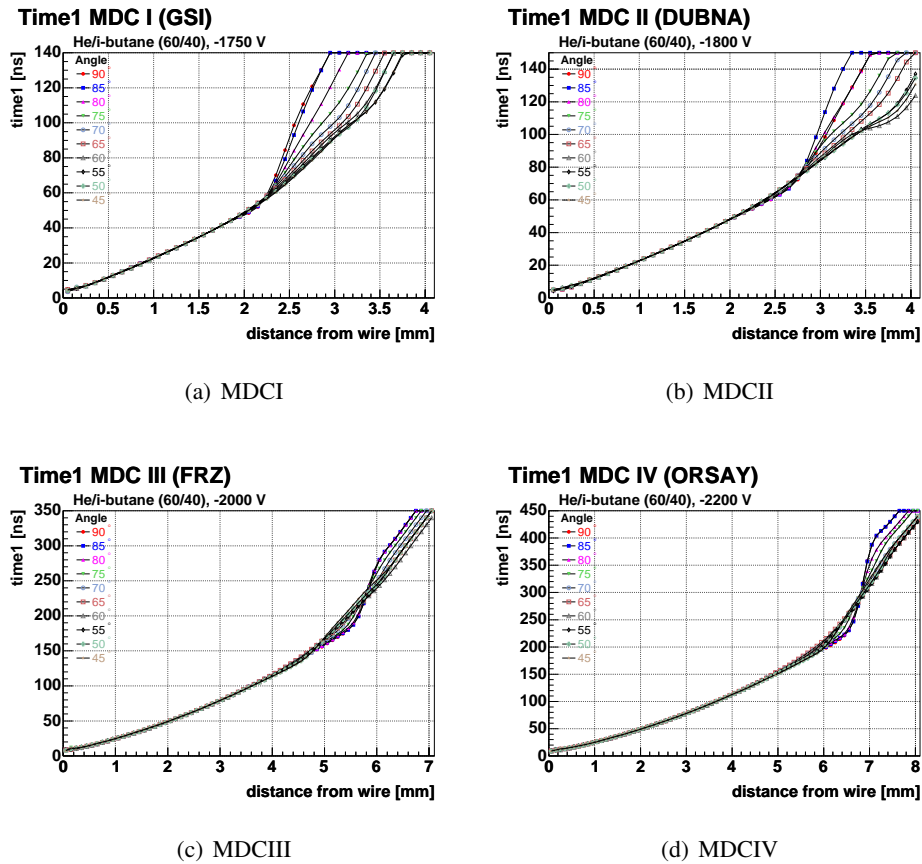 Time1 MDC I (GSI)
He/i-butane (60/40), -1750 V
time1 [ns]
140
120
100
80
60
40
20
0
Angle
90°
85°
80°
75°
70°
65°
60°
55°
50°
45°
0 0.5 1 1.5 2 2.5 3 3.5 4
distance from wire [mm]
(a) MDCI
Time1 MDC II (DUBNA)
He/i-butane (60/40), -1800 V
time1 [ns]
140
120
100
80
60
40
20
0
Angle
90°
85°
80°
75°
70°
65°
60°
55°
50°
45°
0 0.5 1 1.5 2 2.5 3 3.5 4
distance from wire [mm]
(b) MDCII
Time1 MDC III (FRZ)
He/i-butane (60/40), -2000 V
time1 [ns]
350
300
250
200
150
100
50
0
Angle
90°
85°
80°
75°
70°
65°
60°
55°
50°
45°
0 1 2 3 4 5 6 7
distance from wire [mm]
(c) MDCIII
Time1 MDC IV (ORSAY)
He/i-butane (60/40), -2200 V
time1 [ns]
450
400
350
300
250
200
150
100
50
0
Angle
90°
85°
80°
75°
70°
65°
60°
55°
50°
45°
0 1 2 3 4 5 6 7 8
distance from wire [mm]
(d) MDCIV